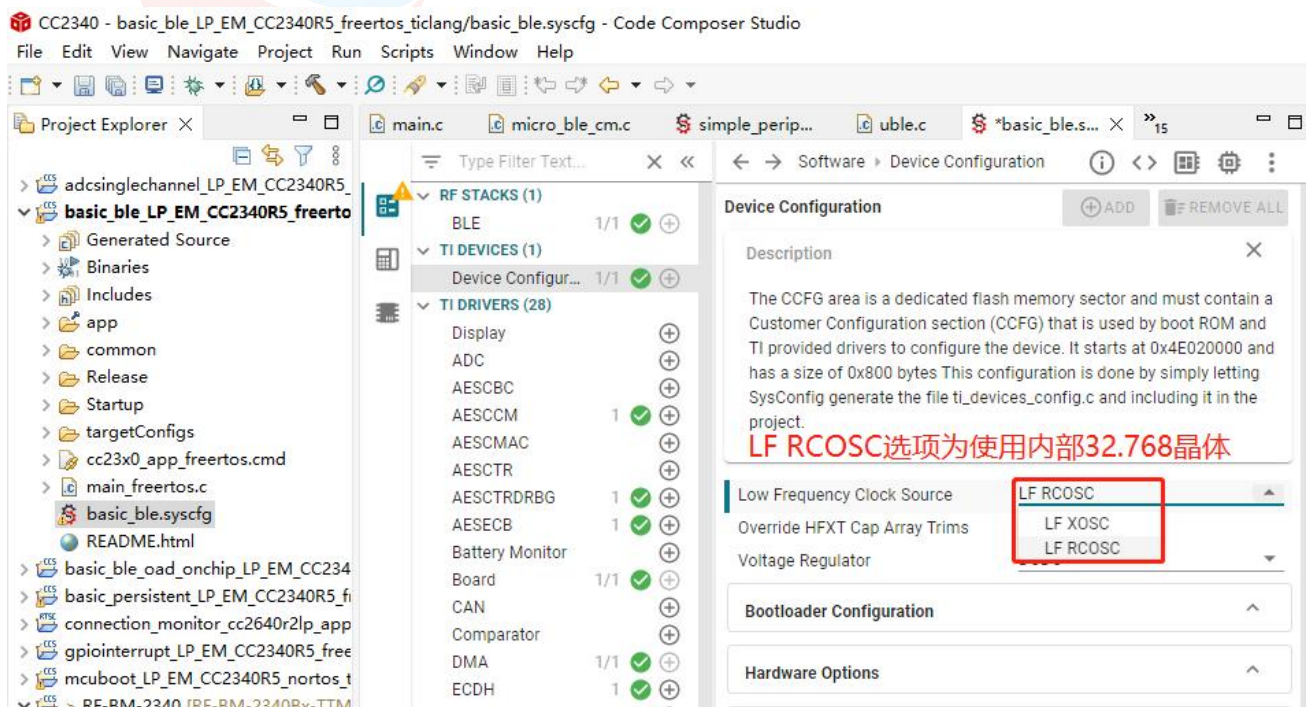 CC2340 - basic_ble_LP_EM_CC2340R5_freertos_ticlang/basic_ble.syscfg - Code Composer Studio
File Edit View Navigate Project Run Scripts Window Help
Project Explorer
main.c micro_ble_cm.c simple_perip... uble.c *basic_ble.s... »15
adcsinglechannel_LP_EM_CC2340R5_
basic_ble_LP_EM_CC2340R5_freerto
Generated Source
Binaries
Includes
app
common
Release
Startup
targetConfigs
cc23x0_app_freertos.cmd
main_freertos.c
basic_ble.syscfg
README.html
basic_ble_oad_onchip_LP_EM_CC234
basic_persistent_LP_EM_CC2340R5_fr
connection_monitor_cc2640r2lp_app
gpiointerrupt_LP_EM_CC2340R5_free
mcuboot_LP_EM_CC2340R5_nortos_t
Type Filter Text...
RF STACKS (1)
BLE 1/1
TI DEVICES (1)
Device Configur... 1/1
TI DRIVERS (28)
Display
ADC
AESCBC
AESCCM 1
AESCMAC
AESCTR
AESCTRDRBG 1
AESECB 1
Battery Monitor
Board 1/1
CAN
Comparator
DMA 1/1
ECDH 1
Software Device Configuration
Device Configuration ADD REMOVE ALL
Description
The CCFG area is a dedicated flash memory sector and must contain a
Customer Configuration section (CCFG) that is used by boot ROM and
TI provided drivers to configure the device. It starts at 0x4E020000 and
has a size of 0x800 bytes This configuration is done by simply letting
SysConfig generate the file ti_devices_config.c and including it in the
project.
LF RCOSC选项为使用内部32.768晶体
Low Frequency Clock Source LF RCOSC
LF XOSC
LF RCOSC
Override HFXT Cap Array Trims
Voltage Regulator
Bootloader Configuration
Hardware Options